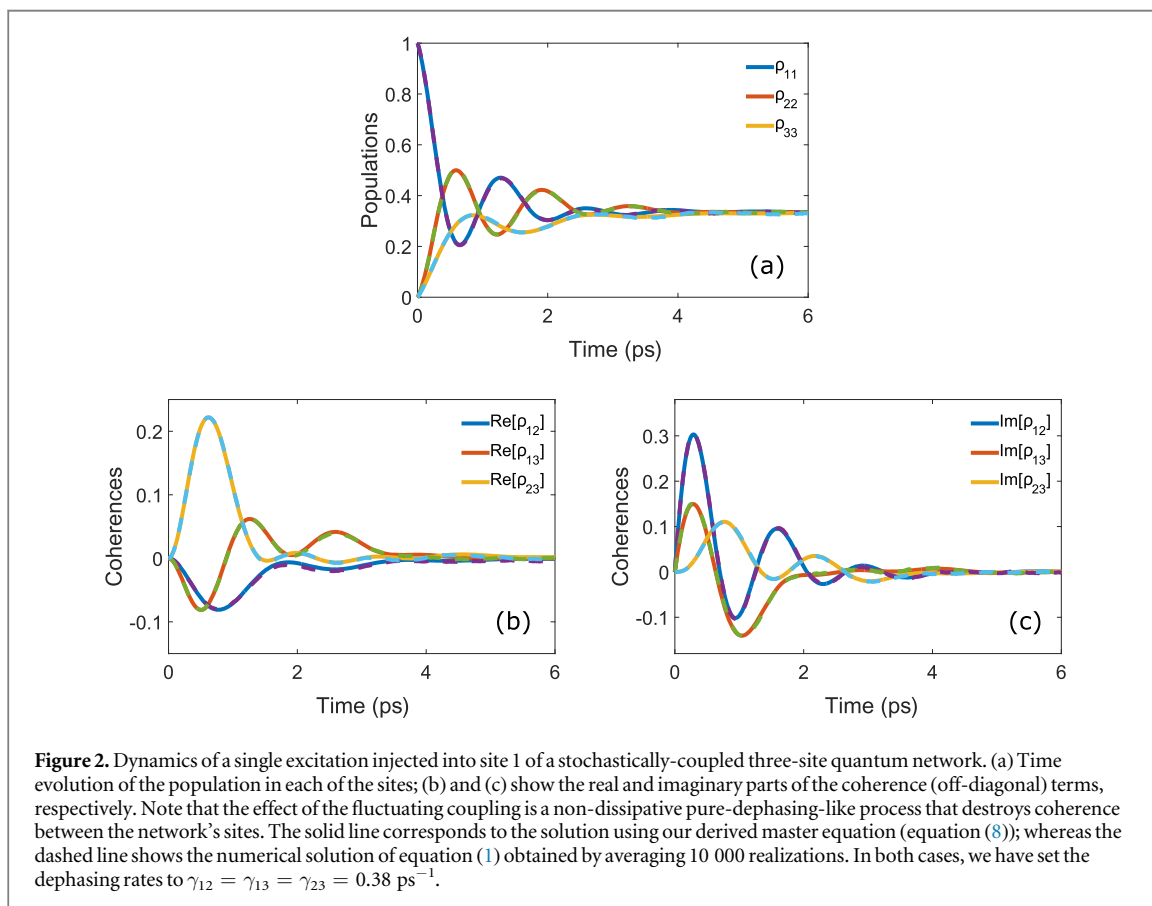 1
0.8
0.6
0.4
0.2
0
Populations
ρ11
ρ22
ρ33
(a)
0 2 4 6
Time (ps)
0.2
0.1
0
-0.1
Coherences
Re[ρ12]
Re[ρ13]
Re[ρ23]
(b)
0 2 4 6
Time (ps)
0.3
0.2
0.1
0
-0.1
Coherences
Im[ρ12]
Im[ρ13]
Im[ρ23]
(c)
0 2 4 6
Time (ps)
Figure 2. Dynamics of a single excitation injected into site 1 of a stochastically-coupled three-site quantum network. (a) Time
evolution of the population in each of the sites; (b) and (c) show the real and imaginary parts of the coherence (off-diagonal) terms,
respectively. Note that the effect of the fluctuating coupling is a non-dissipative pure-dephasing-like process that destroys coherence
between the network's sites. The solid line corresponds to the solution using our derived master equation (equation (8)); whereas the
dashed line shows the numerical solution of equation (1) obtained by averaging 10 000 realizations. In both cases, we have set the
dephasing rates to γ12 = γ13 = γ23 = 0.38 ps⁻¹.